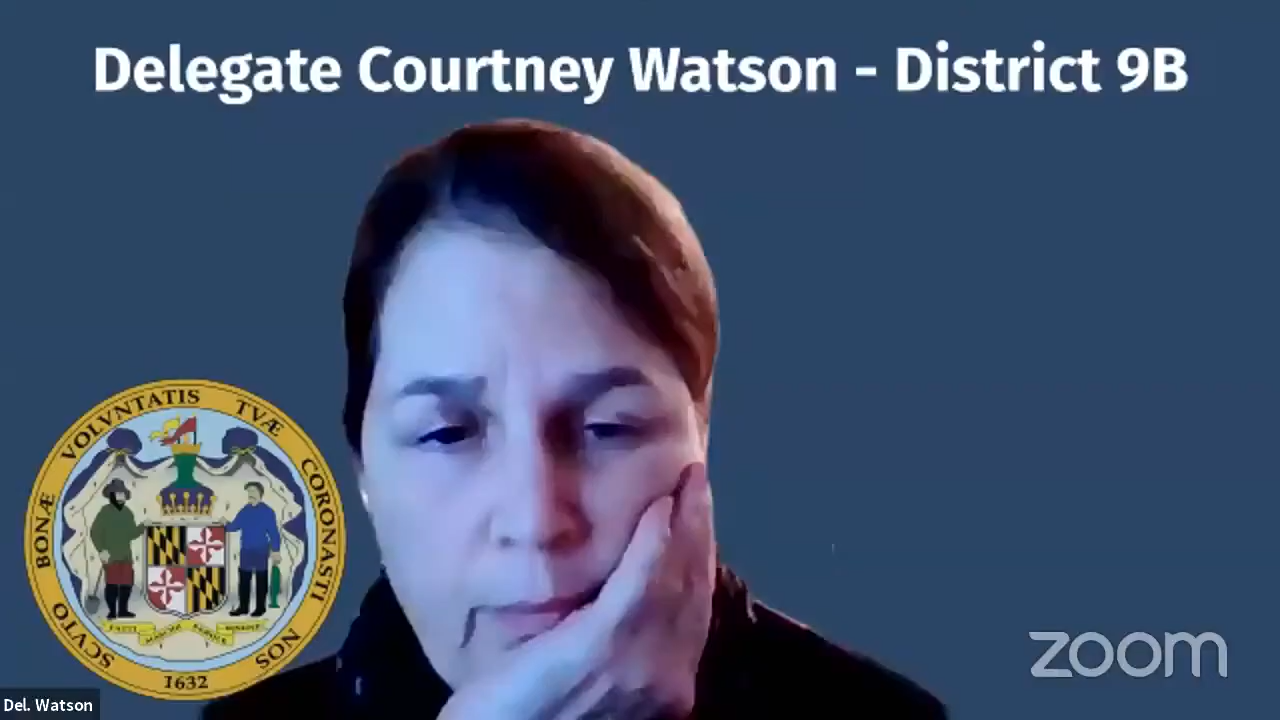 Delegate Courtney Watson - District 9B
SCVTO BONÆ VOLVNTATIS TVÆ CORONASTI NOS
1632
zoom
Del. Watson